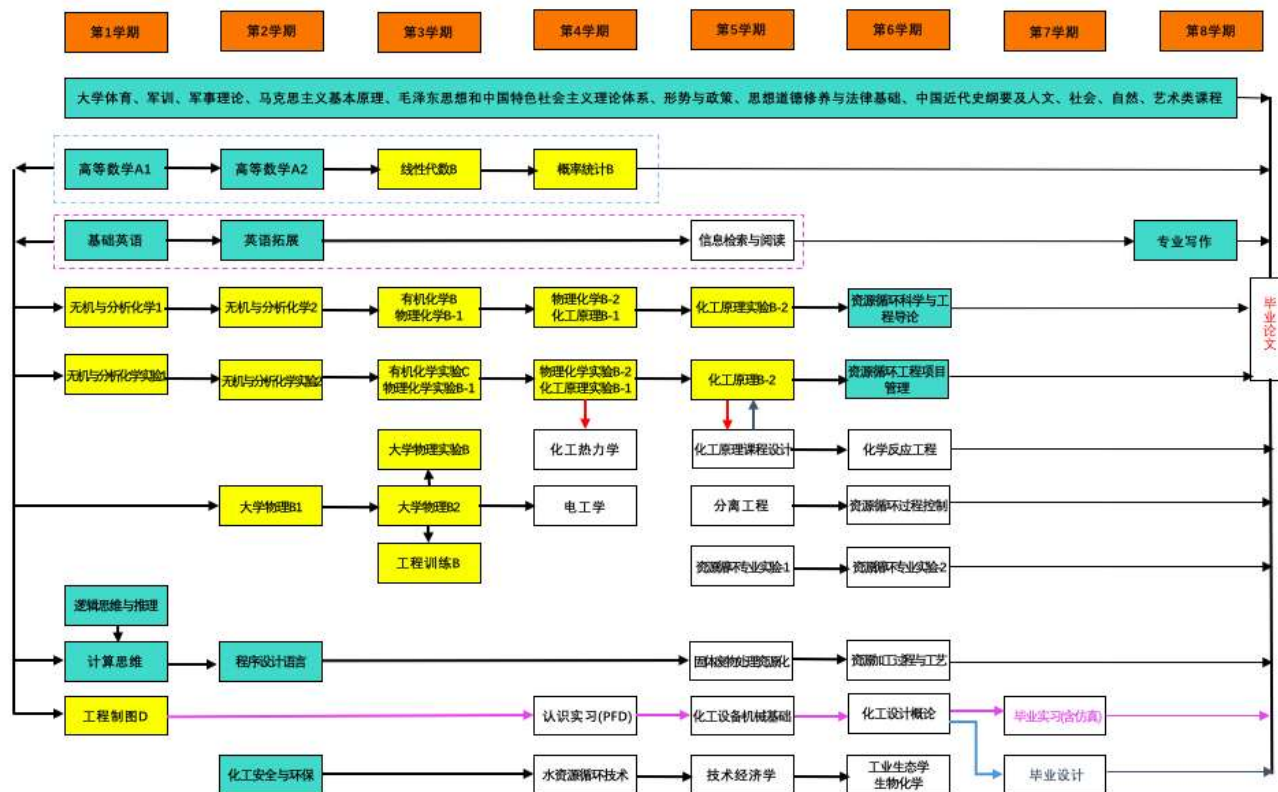 第1学期
第2学期
第3学期
第4学期
第5学期
第6学期
第7学期
第8学期
大学体育、军训、军事理论、马克思主义基本原理、毛泽东思想和中国特色社会主义理论体系、形势与政策、思想道德修养与法律基础、中国近代史纲要及人文、社会、自然、艺术类课程
高等数学A1
高等数学A2
线性代数B
概率统计B
基础英语
英语拓展
信息检索与阅读
专业写作
无机与分析化学1
无机与分析化学2
有机化学B
物理化学B-1
物理化学B-2
化工原理B-1
化工原理实验B-2
资源循环科学与工
程导论
毕业论文
无机与分析化学实验1
无机与分析化学实验2
有机化学实验C
物理化学实验B-1
物理化学实验B-2
化工原理实验B-1
化工原理B-2
资源循环工程项目
管理
大学物理实验B
化工热力学
化工原理课程设计
化学反应工程
大学物理B1
大学物理B2
电工学
分离工程
资源循环过程控制
工程训练B
资源循环专业实验-1
资源循环专业实验-2
逻辑思维与推理
计算思维
程序设计语言
固体废物处理资源化
资源加工过程与工艺
工程制图D
认识实习(PFD)
化工设备机械基础
化工设计概论
毕业实习(含仿真)
化工安全与环保
水资源循环技术
技术经济学
工业生态学
生物化学
毕业设计